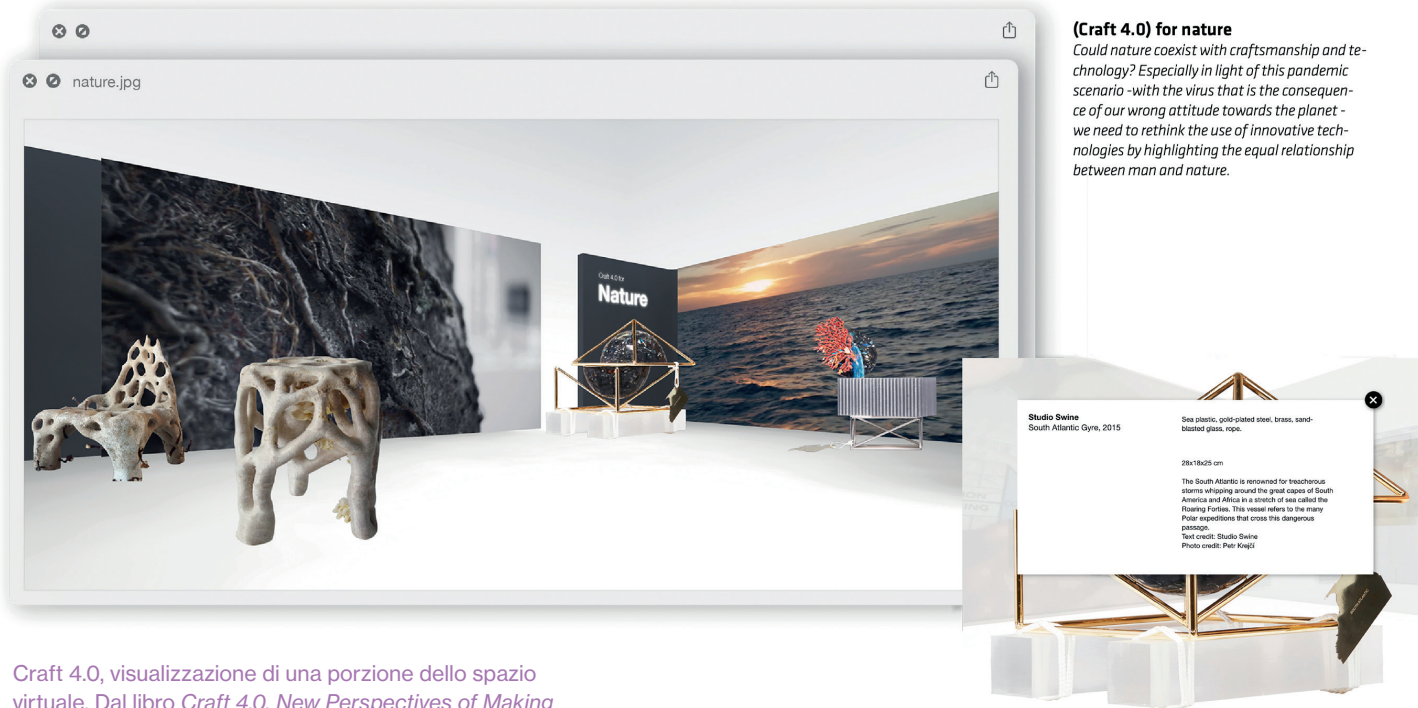 (Craft 4.0) for nature
Could nature coexist with craftsmanship and te-
chnology? Especially in light of this pandemic
scenario -with the virus that is the consequen-
ce of our wrong attitude towards the planet -
we need to rethink the use of innovative tech-
nologies by highlighting the equal relationship
between man and nature.
nature.jpg
Craft 4.0 for
Nature
Studio Swine
South Atlantic Gyre, 2015
Sea plastic, gold-plated steel, brass, sand-
blasted glass, rope.
28x18x25 cm
The South Atlantic is renowned for treacherous
storms whipping around the great capes of South
America and Africa in a stretch of sea called the
Roaring Forties. This vessel refers to the many
Polar expeditions that cross this dangerous
passage.
Text credit: Studio Swine
Photo credit: Petr Krejčí
Craft 4.0, visualizzazione di una porzione dello spazio
virtuale. Dal libro Craft 4.0. New Perspectives of Making